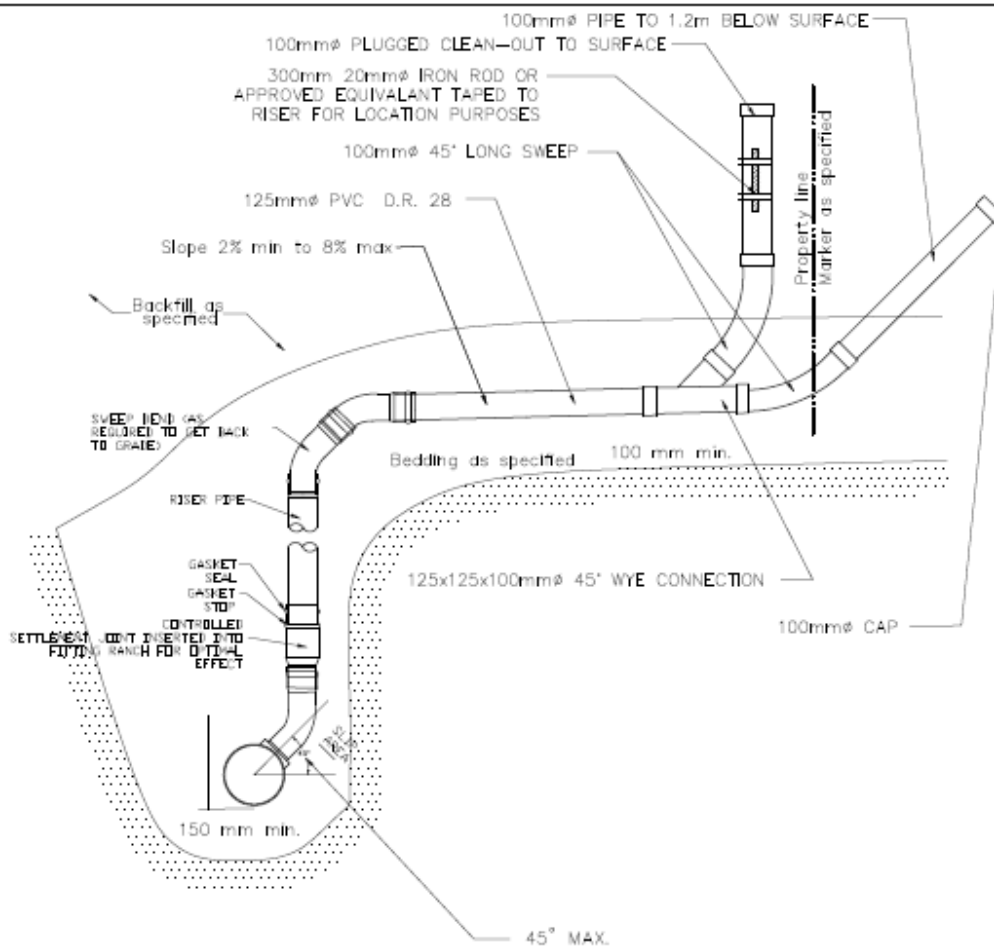 100mmø PIPE TO 1.2m BELOW SURFACE
100mmø PLUGGED CLEAN-OUT TO SURFACE
300mm 20mmø IRON ROD OR
APPROVED EQUIVALANT TAPED TO
RISER FOR LOCATION PURPOSES
100mmø 45° LONG SWEEP
125mmø PVC D.R. 28
Slope 2% min to 8% max
Property line
Marker as specified
Backfill as
specified
SWEEP BEND (AS
REQUIRED TO GET BACK
TO GRADE)
Bedding as specified
100 mm min.
RISER PIPE
GASKET
SEAL
GASKET
STOP
CONTROLLED
SETTLEMENT JOINT INSERTED INTO
FITTING RANCH FOR OPTIMAL
EFFECT
125x125x100mmø 45° WYE CONNECTION
100mmø CAP
SLIP
AREA
45°
150 mm min.
45° MAX.